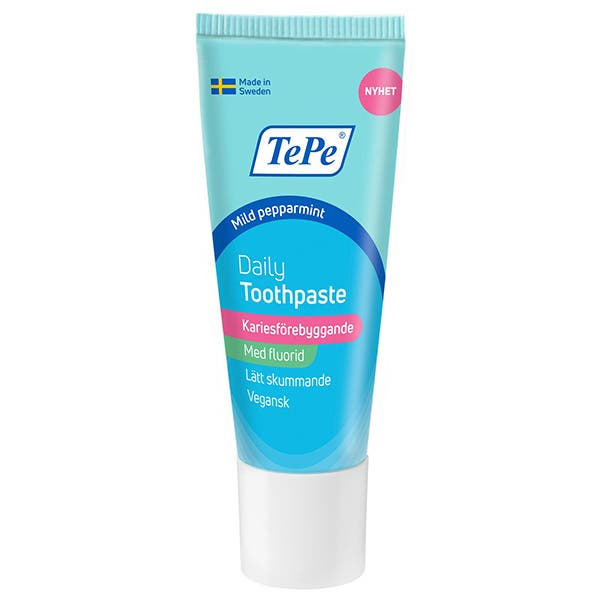 Made in
Sweden
NYHET
TePe®
Mild pepparmint
Daily
Toothpaste
Kariesförebyggande
Med fluorid
Lätt skummande
Vegansk